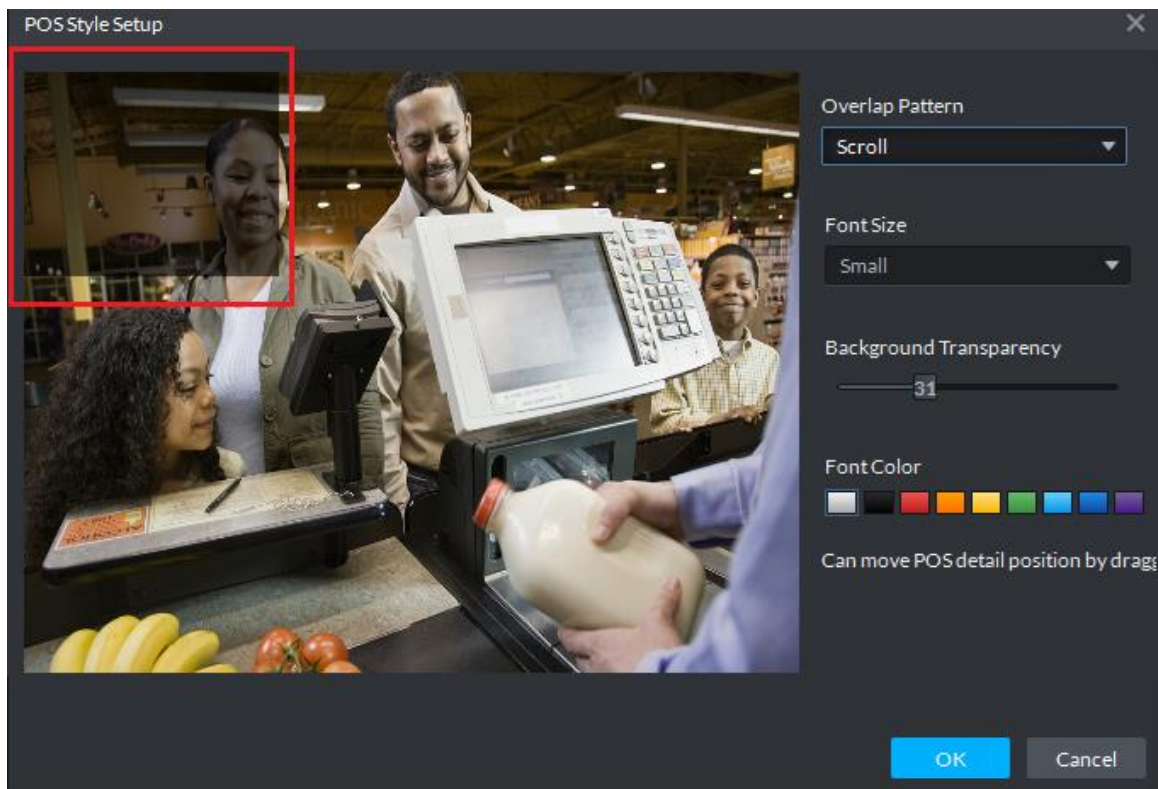 POS Style Setup
Overlap Pattern
Scroll
Font Size
Small
Background Transparency
31
Font Color
Can move POS detail position by dragg
OK
Cancel